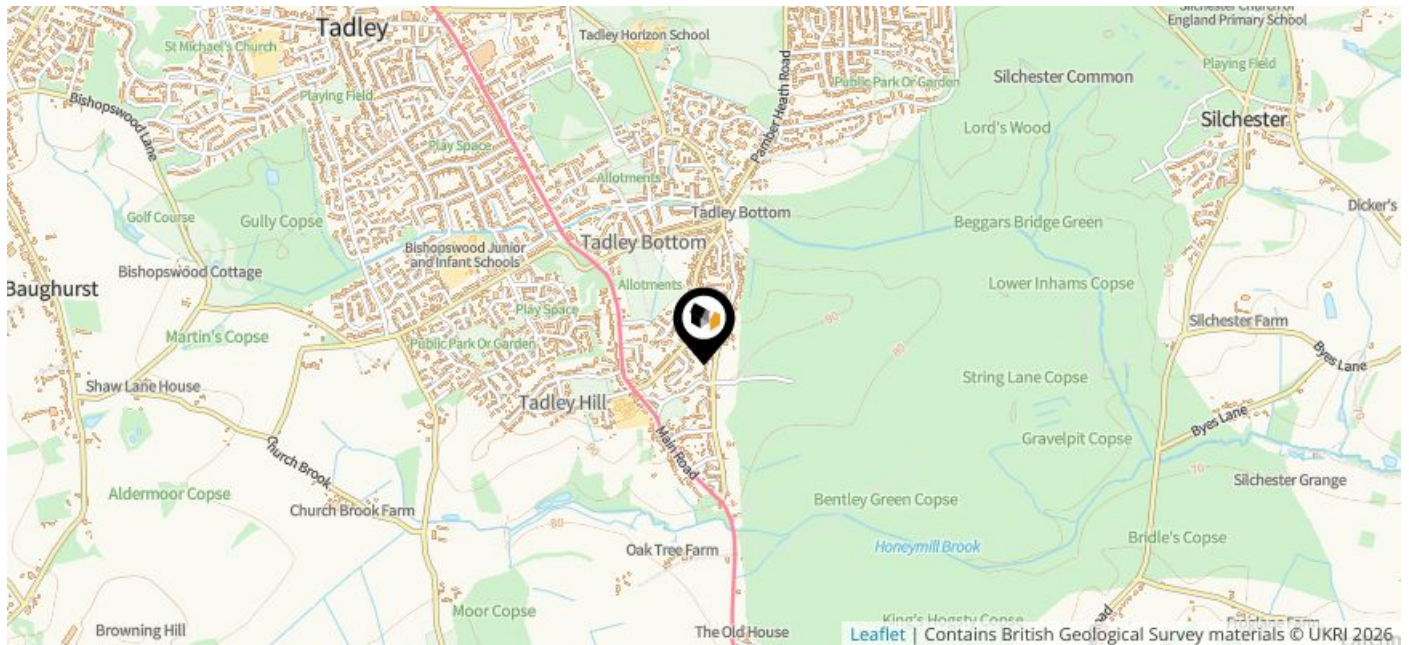 Silchester Church of
England Primary School
Tadley
Tadley Horizon School
St Michael's Church
Playing Field
Silchester Common
Public Park Or Garden
Playing Field
Bishopswood Lane
Pamber Heath Road
Silchester
Lord's Wood
Play Space
Allotments
Dicker's
Golf Course
Gully Copse
Tadley Bottom
Beggars Bridge Green
Tadley Bottom
Bishopswood Junior
and Infant Schools
Bishopswood Cottage
90
Baughurst
Allotments
Lower Inhams Copse
Play Space
90
Silchester Farm
Martin's Copse
Public Park Or Garden
80
Byes Lane
Shaw Lane House
String Lane Copse
Tadley Hill
Byes Lane
Main Road
Gravelpit Copse
Church Brook
70
Silchester Grange
Aldermoor Copse
Bentley Green Copse
Church Brook Farm
80
Bridle's Copse
Oak Tree Farm
Honeymill Brook
Moor Copse
King's Hogsty Copse
Browning Hill
The Old House
Leaflet | Contains British Geological Survey materials © UKRI 2026